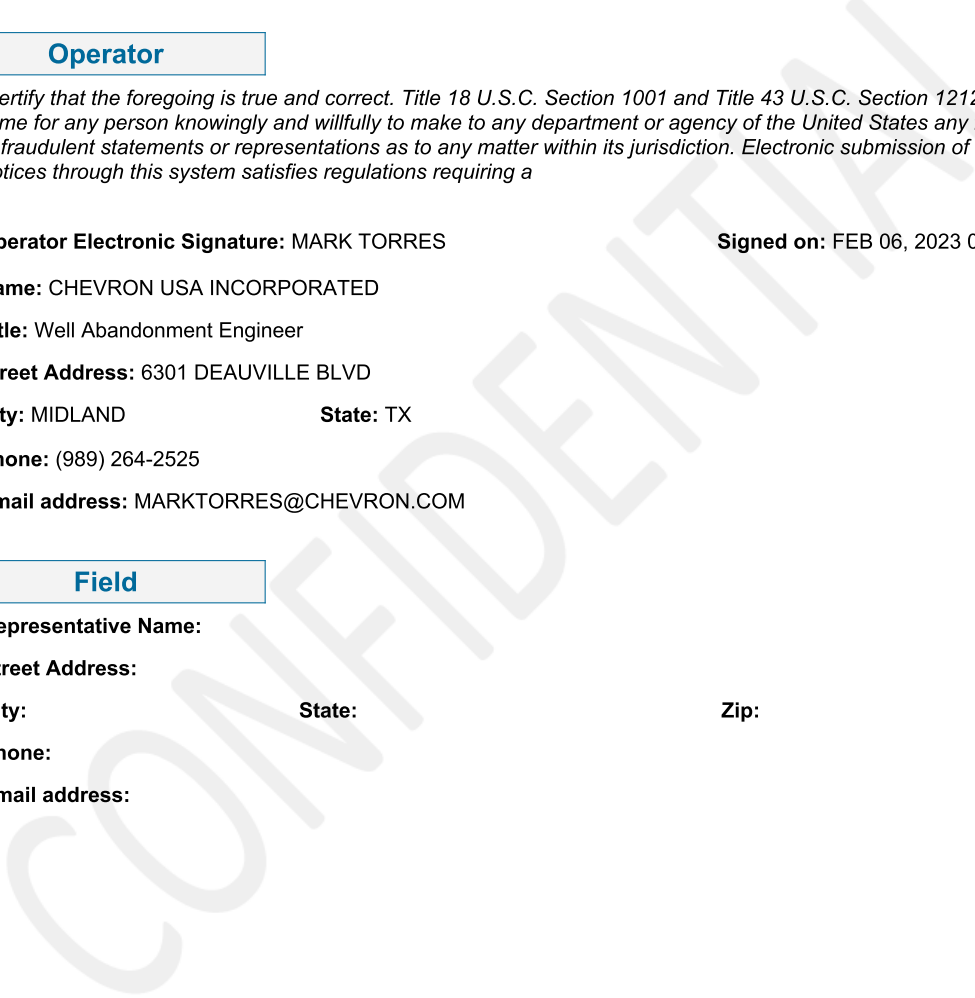 Operator
ertify that the foregoing is true and correct. Title 18 U.S.C. Section 1001 and Title 43 U.S.C. Section 1212
me for any person knowingly and willfully to make to any department or agency of the United States any
fraudulent statements or representations as to any matter within its jurisdiction. Electronic submission of
otices through this system satisfies regulations requiring a
perator Electronic Signature: MARK TORRES Signed on: FEB 06, 2023 0
ame: CHEVRON USA INCORPORATED
tle: Well Abandonment Engineer
reet Address: 6301 DEAUVILLE BLVD
ty: MIDLAND State: TX
hone: (989) 264-2525
mail address: MARKTORRES@CHEVRON.COM
Field
epresentative Name:
treet Address:
ty: State: Zip:
hone:
mail address:
CONFIDENTIAL